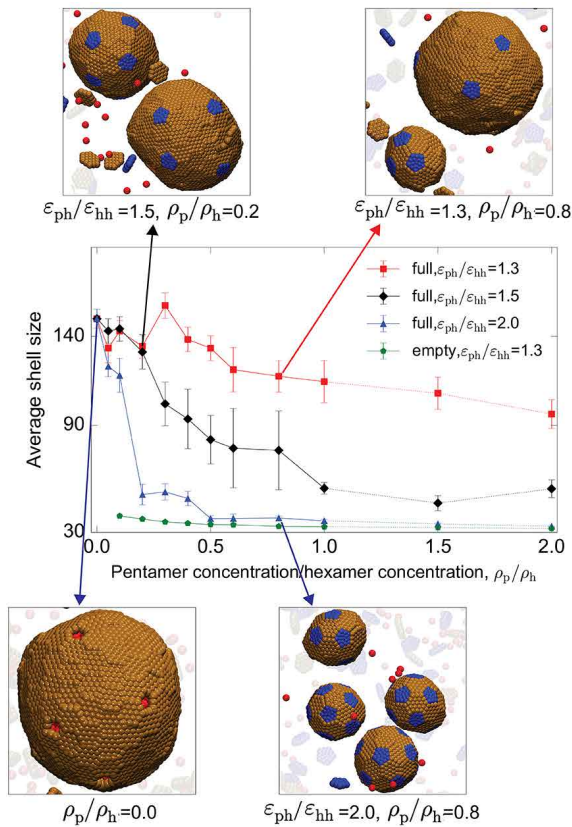 εph/εhh=1.5, ρp/ρh=0.2
εph/εhh=1.3, ρp/ρh=0.8
full,εph/εhh=1.3
full,εph/εhh=1.5
full,εph/εhh=2.0
empty,εph/εhh=1.3
140
90
30
Average shell size
0.0 0.5 1.0 1.5 2.0
Pentamer concentration/hexamer concentration, ρp/ρh
ρp/ρh=0.0
εph/εhh=2.0, ρp/ρh=0.8